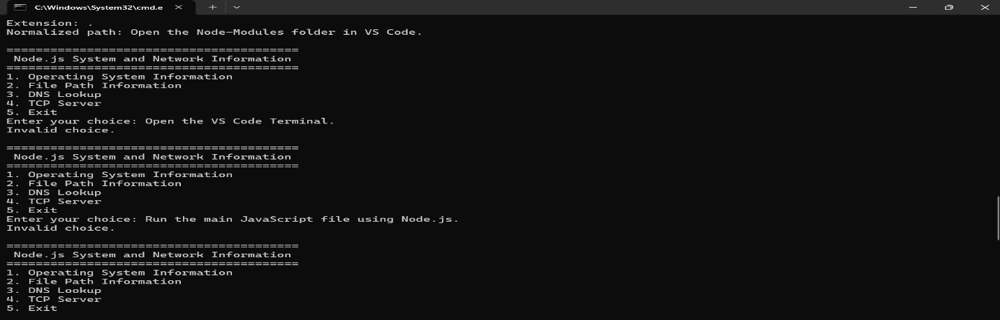 C:\Windows\System32\cmd.e
Extension: .
Normalized path: Open the Node-Modules folder in VS Code.
========================================
Node.js System and Network Information
========================================
1. Operating System Information
2. File Path Information
3. DNS Lookup
4. TCP Server
5. Exit
Enter your choice: Open the VS Code Terminal.
Invalid choice.
========================================
Node.js System and Network Information
========================================
1. Operating System Information
2. File Path Information
3. DNS Lookup
4. TCP Server
5. Exit
Enter your choice: Run the main JavaScript file using Node.js.
Invalid choice.
========================================
Node.js System and Network Information
========================================
1. Operating System Information
2. File Path Information
3. DNS Lookup
4. TCP Server
5. Exit